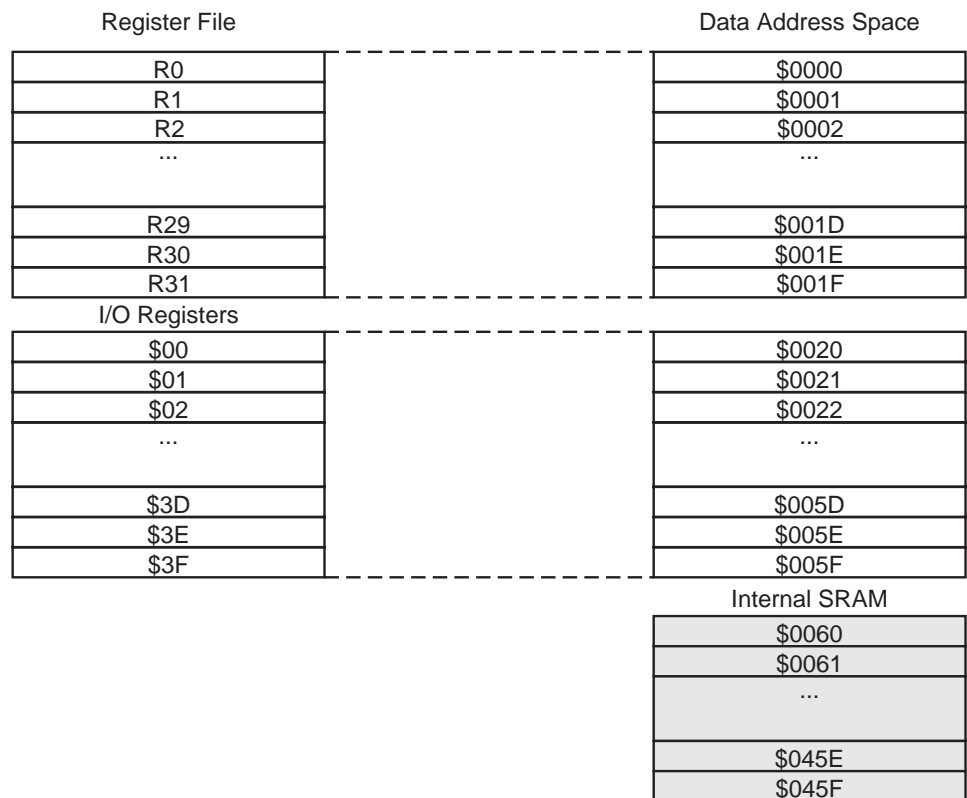 Register File Data Address Space
R0 $0000
R1 $0001
R2 $0002
... ...
R29 $001D
R30 $001E
R31 $001F
I/O Registers
$00 $0020
$01 $0021
$02 $0022
... ...
$3D $005D
$3E $005E
$3F $005F
Internal SRAM
$0060
$0061
...
$045E
$045F